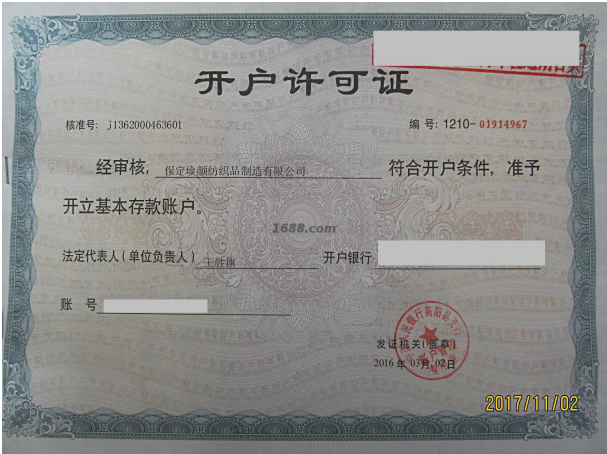 开户许可证
核准号: J1362000463601 编号: 1210-01914967
经审核, 保定珍颜纺织品制造有限公司 符合开户条件, 准予
开立基本存款账户。
1688.com
法定代表人(单位负责人) 王胜旗 开户银行
账 号
发证机关(盖章)
2016年03月02日
2017/11/02